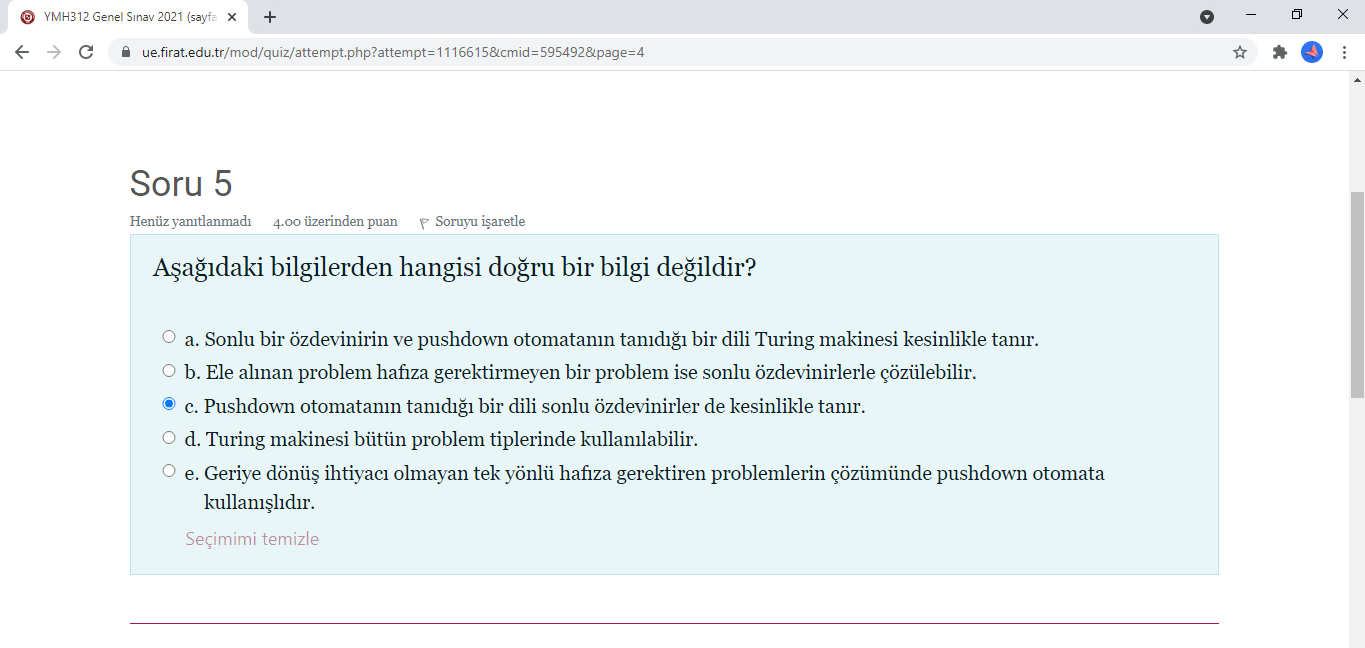 YMH312 Genel Sınav 2021 (sayfa
ue.firat.edu.tr/mod/quiz/attempt.php?attempt=1116615&cmid=595492&page=4
Soru 5
Henüz yanıtlanmadı 4.00 üzerinden puan Soruyu işaretle
Aşağıdaki bilgilerden hangisi doğru bir bilgi değildir?
a. Sonlu bir özdevinirin ve pushdown otomatanın tanıdığı bir dili Turing makinesi kesinlikle tanır.
b. Ele alınan problem hafıza gerektirmeyen bir problem ise sonlu özdevinirlerle çözülebilir.
c. Pushdown otomatanın tanıdığı bir dili sonlu özdevinirler de kesinlikle tanır.
d. Turing makinesi bütün problem tiplerinde kullanılabilir.
e. Geriye dönüş ihtiyacı olmayan tek yönlü hafıza gerektiren problemlerin çözümünde pushdown otomata
kullanışlıdır.
Seçimimi temizle